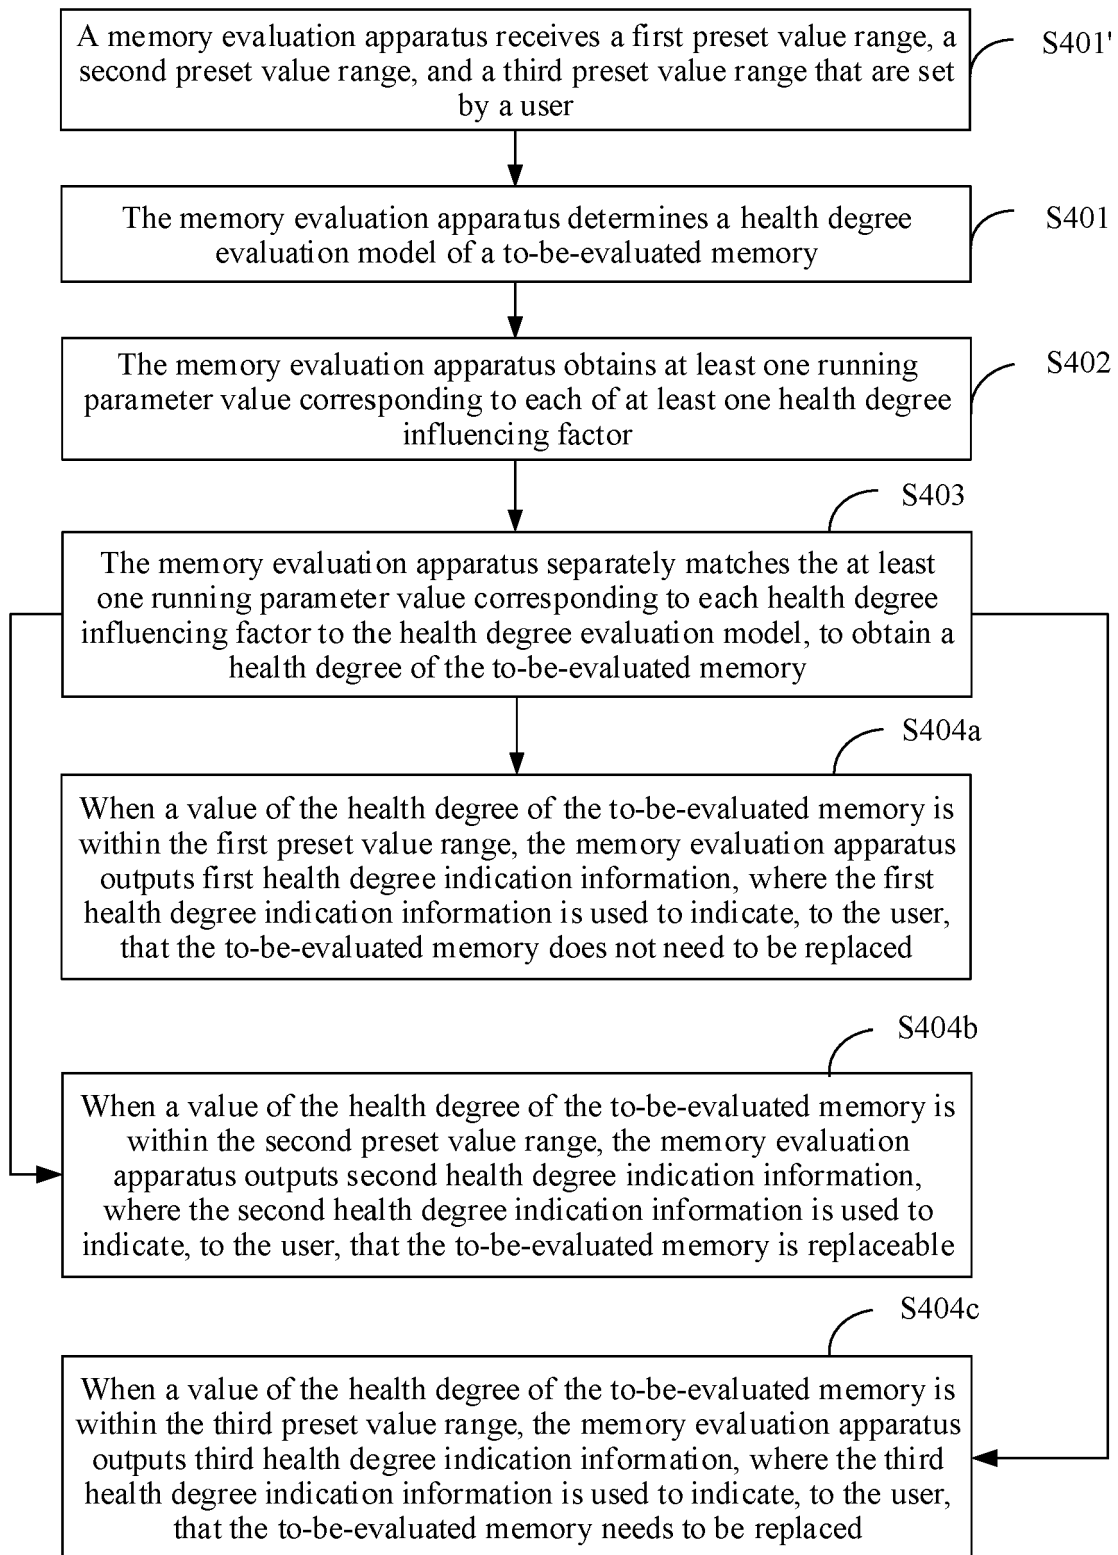 A memory evaluation apparatus receives a first preset value range, a
second preset value range, and a third preset value range that are set
by a user
S401'
The memory evaluation apparatus determines a health degree
evaluation model of a to-be-evaluated memory
S401
The memory evaluation apparatus obtains at least one running
parameter value corresponding to each of at least one health degree
influencing factor
S402
S403
The memory evaluation apparatus separately matches the at least
one running parameter value corresponding to each health degree
influencing factor to the health degree evaluation model, to obtain a
health degree of the to-be-evaluated memory
S404a
When a value of the health degree of the to-be-evaluated memory is
within the first preset value range, the memory evaluation apparatus
outputs first health degree indication information, where the first
health degree indication information is used to indicate, to the user,
that the to-be-evaluated memory does not need to be replaced
S404b
When a value of the health degree of the to-be-evaluated memory is
within the second preset value range, the memory evaluation
apparatus outputs second health degree indication information,
where the second health degree indication information is used to
indicate, to the user, that the to-be-evaluated memory is replaceable
S404c
When a value of the health degree of the to-be-evaluated memory is
within the third preset value range, the memory evaluation apparatus
outputs third health degree indication information, where the third
health degree indication information is used to indicate, to the user,
that the to-be-evaluated memory needs to be replaced